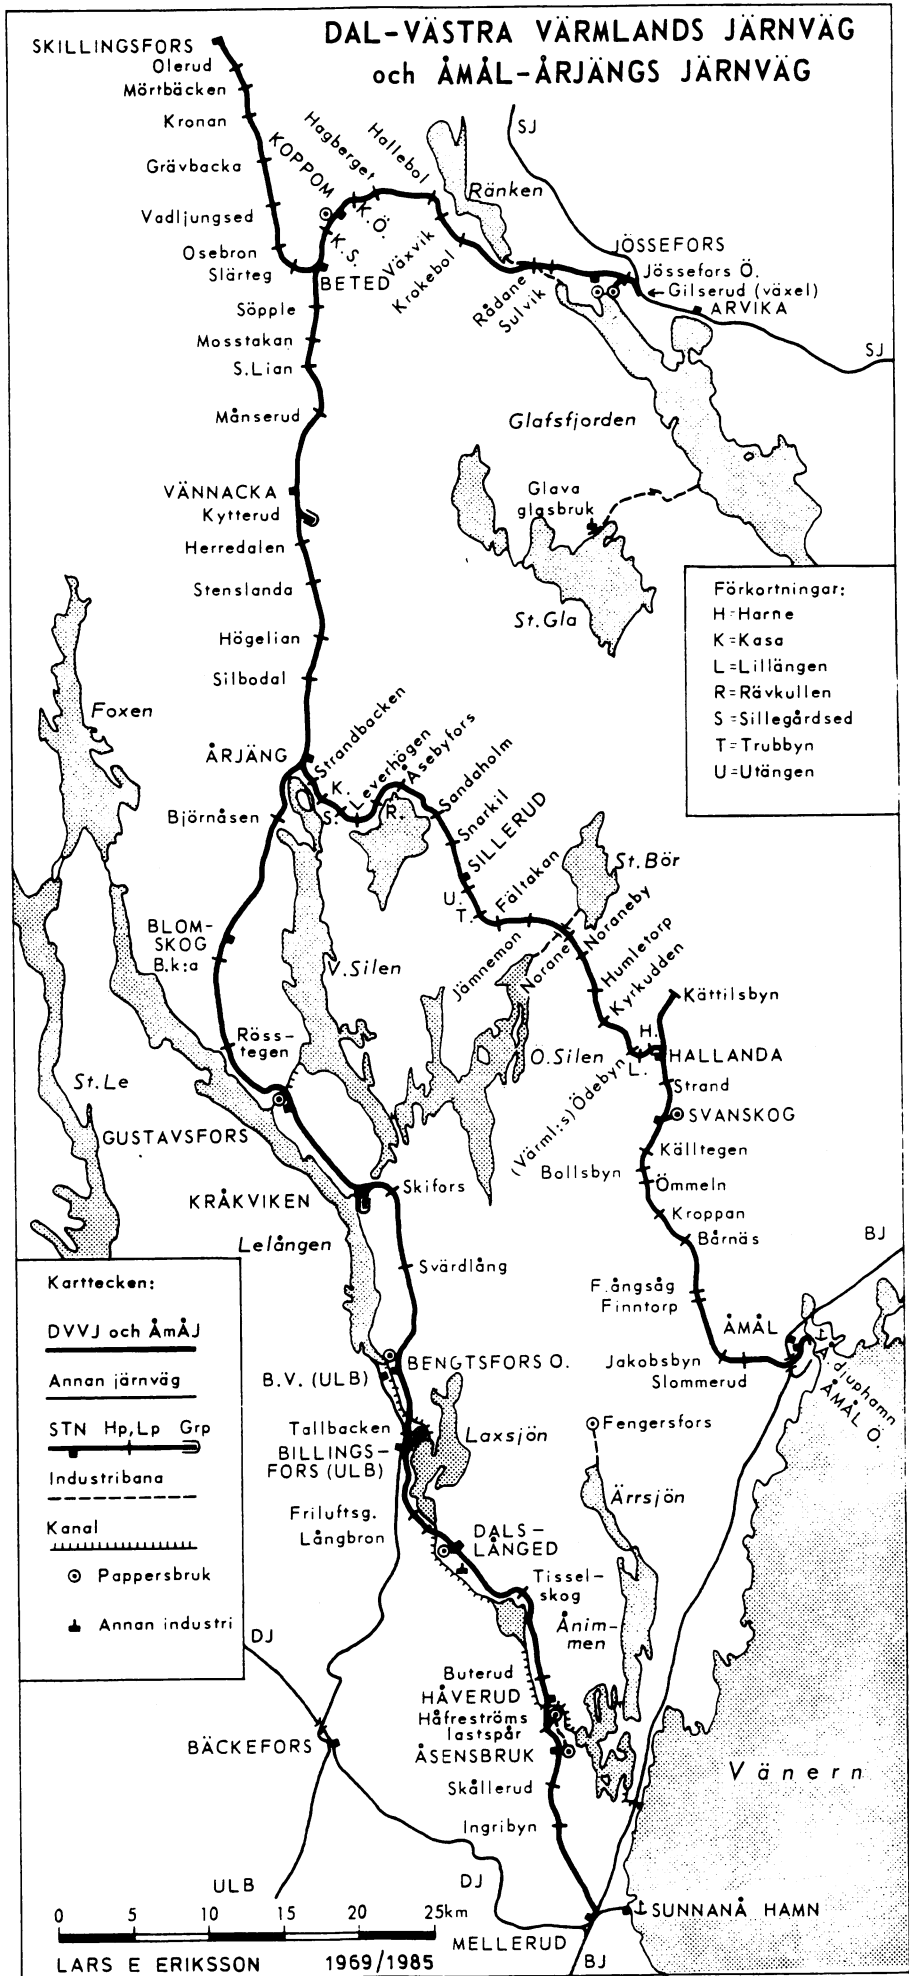 DAL-VÄSTRA VÄRMLANDS JÄRNVÄG
och ÅMÅL-ÅRJÄNGS JÄRNVÄG
SKILLINGSFORS
Olerud
Mörtbäcken
Kronan
Grävbacka
Vadljungsed
Osebron
Slärteg
KOPPOM
Hagberget
Hallebol
K.Ö.
K.S.
BETED
Växvik
Krokebol
Ränken
SJ
Rådane
Sulvik
JÖSSEFORS
Jössefors Ö.
←Gilserud (växel)
ARVIKA
SJ
Söpple
Mosstakan
S.Lian
Månserud
Glafsfjorden
VÄNNACKA
Kytterud
Herredalen
Stenslanda
Högelian
Silbodal
Glava
glasbruk
St.Gla
Förkortningar:
H=Harne
K=Kasa
L=Lillängen
R=Rävkullen
S=Sillegårdsed
T=Trubbyn
U=Utängen
Foxen
ÅRJÄNG
Strandbacken
K.
S.
Leverhögen
R.
Åsebyfors
Sandaholm
Snarkil
SILLERUD
U.
T.
Fältakan
St.Bör
Björnåsen
BLOM-
SKOG
B.k:a
V.Silen
Jämnemon
Norane
Noraneby
Humletorp
Kyrkudden
Kättilsbyn
Röss-
tegen
Ö.Silen
(Värml:s) Ödebyn
L.
H.
HALLANDA
Strand
SVANSKOG
St.Le
GUSTAVSFORS
Källtegen
Bollsbyn
Ömmeln
Kroppan
Bårnäs
KRÅKVIKEN
Skifors
Lelången
Svärdlång
BJ
F.ångsåg
Finntorp
ÅMÅL
Jakobsbyn
Slommerud
Å. djuphamn
ÅMÅL Ö.
Karttecken:
DVVJ och ÅmÅJ
Annan järnväg
STN Hp,Lp Grp
Industribana
Kanal
Pappersbruk
Annan industri
BENGTSFORS Ö.
B.V. (ULB)
Tallbacken
BILLINGS-
FORS (ULB)
Laxsjön
Fengersfors
Ärrsjön
Friluftsg.
Långbron
DALS-
LÅNGED
Tissel-
skog
Ånim-
men
DJ
Buterud
HÅVERUD
Håfreströms
lastspår
ÅSENSBRUK
Skållerud
Ingribyn
BÄCKEFORS
Vänern
ULB
DJ
SUNNANÅ HAMN
MELLERUD
BJ
0 5 10 15 20 25km
LARS E ERIKSSON 1969/1985